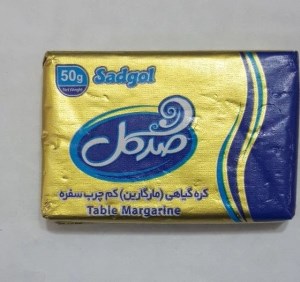 50g Sadgol
Net Weight
صدگل
کره گیاهی (مارگارین) کم چرب سفره
Table Margarine